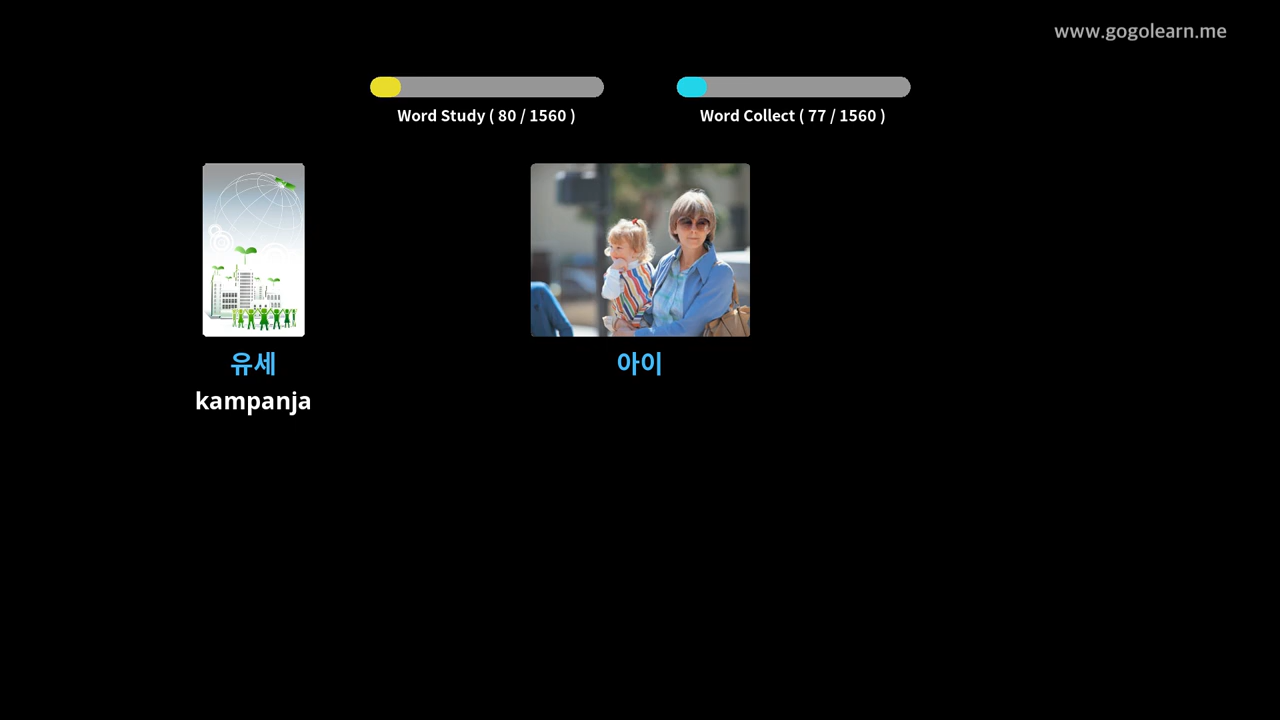 www.gogolearn.me
Word Study ( 80 / 1560 )
Word Collect ( 77 / 1560 )
유세
kampanja
아이